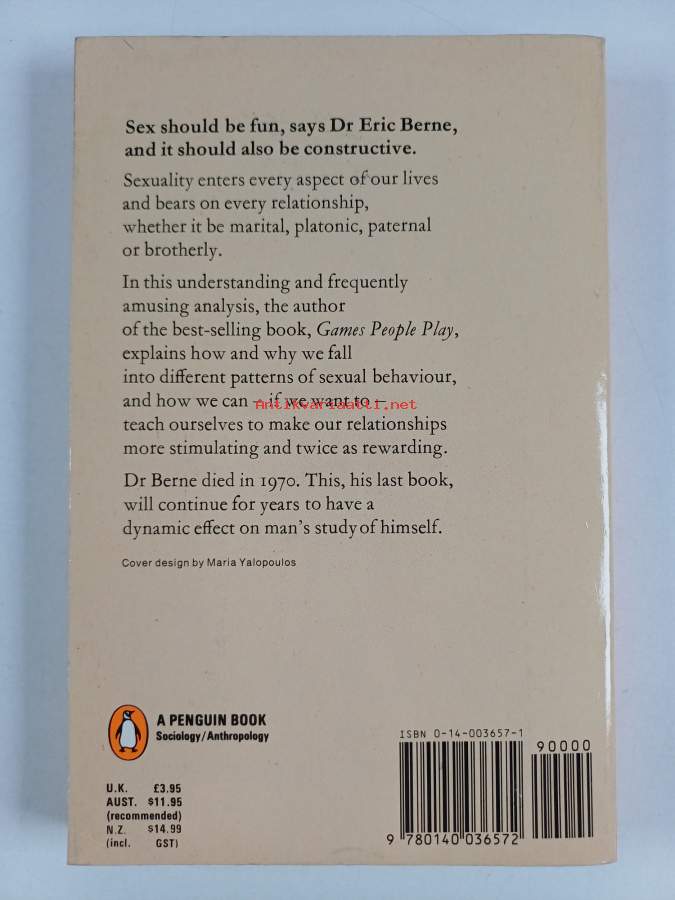 Sex should be fun, says Dr Eric Berne,
and it should also be constructive.
Sexuality enters every aspect of our lives
and bears on every relationship,
whether it be marital, platonic, paternal
or brotherly.
In this understanding and frequently
amusing analysis, the author
of the best-selling book, Games People Play,
explains how and why we fall
into different patterns of sexual behaviour,
and how we can – if we want to –
Antikvariaatti.net
teach ourselves to make our relationships
more stimulating and twice as rewarding.
Dr Berne died in 1970. This, his last book,
will continue for years to have a
dynamic effect on man's study of himself.
Cover design by Maria Yalopoulos
A PENGUIN BOOK
Sociology/Anthropology
U.K. £3.95
AUST. $11.95
(recommended)
N.Z. $14.99
(incl. GST)
ISBN 0-14-003657-1
90000
9 780140 036572